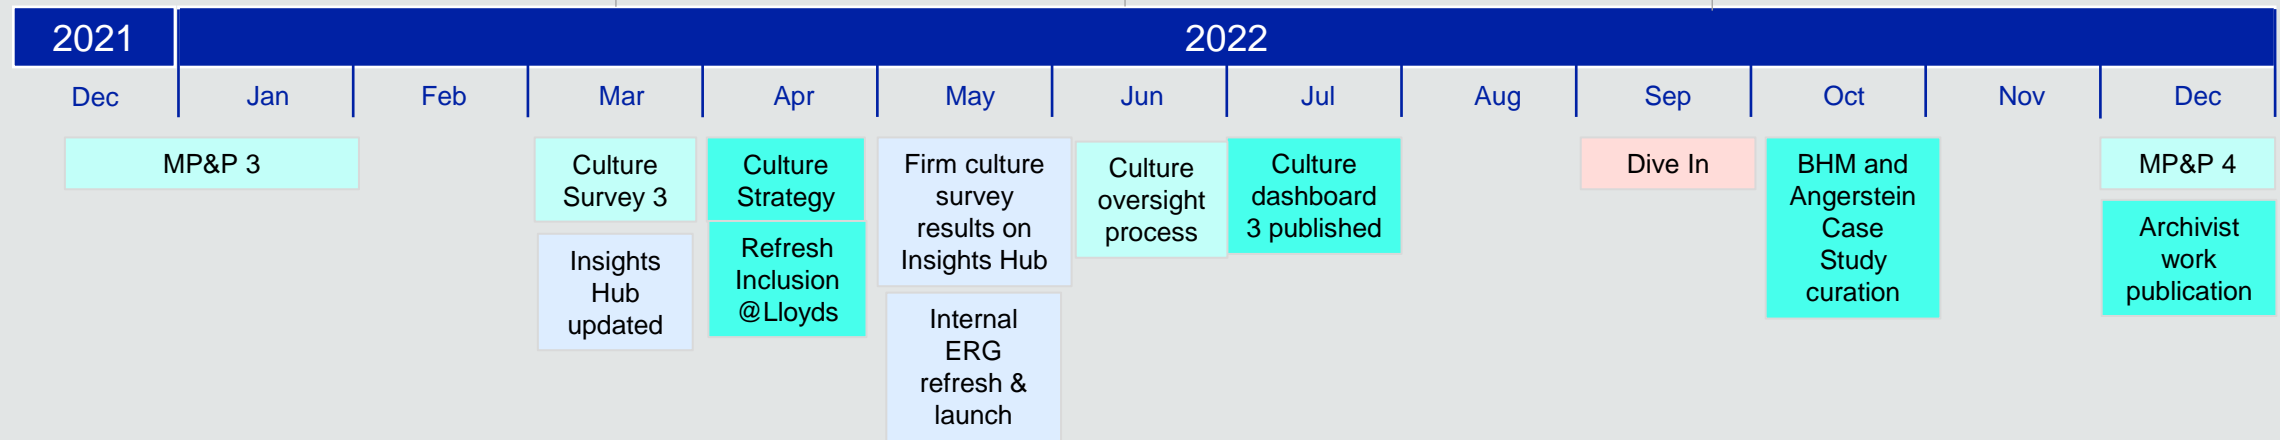 2021
2022
Dec
Jan
Feb
Mar
Apr
May
Jun
Jul
Aug
Sep
Oct
Nov
Dec
MP&P 3
Culture
Survey 3
Insights
Hub
updated
Culture
Strategy
Refresh
Inclusion
@Lloyds
Firm culture
survey
results on
Insights Hub
Internal
ERG
refresh &
launch
Culture
oversight
process
Culture
dashboard
3 published
Dive In
BHM and
Angerstein
Case
Study
curation
MP&P 4
Archivist
work
publication